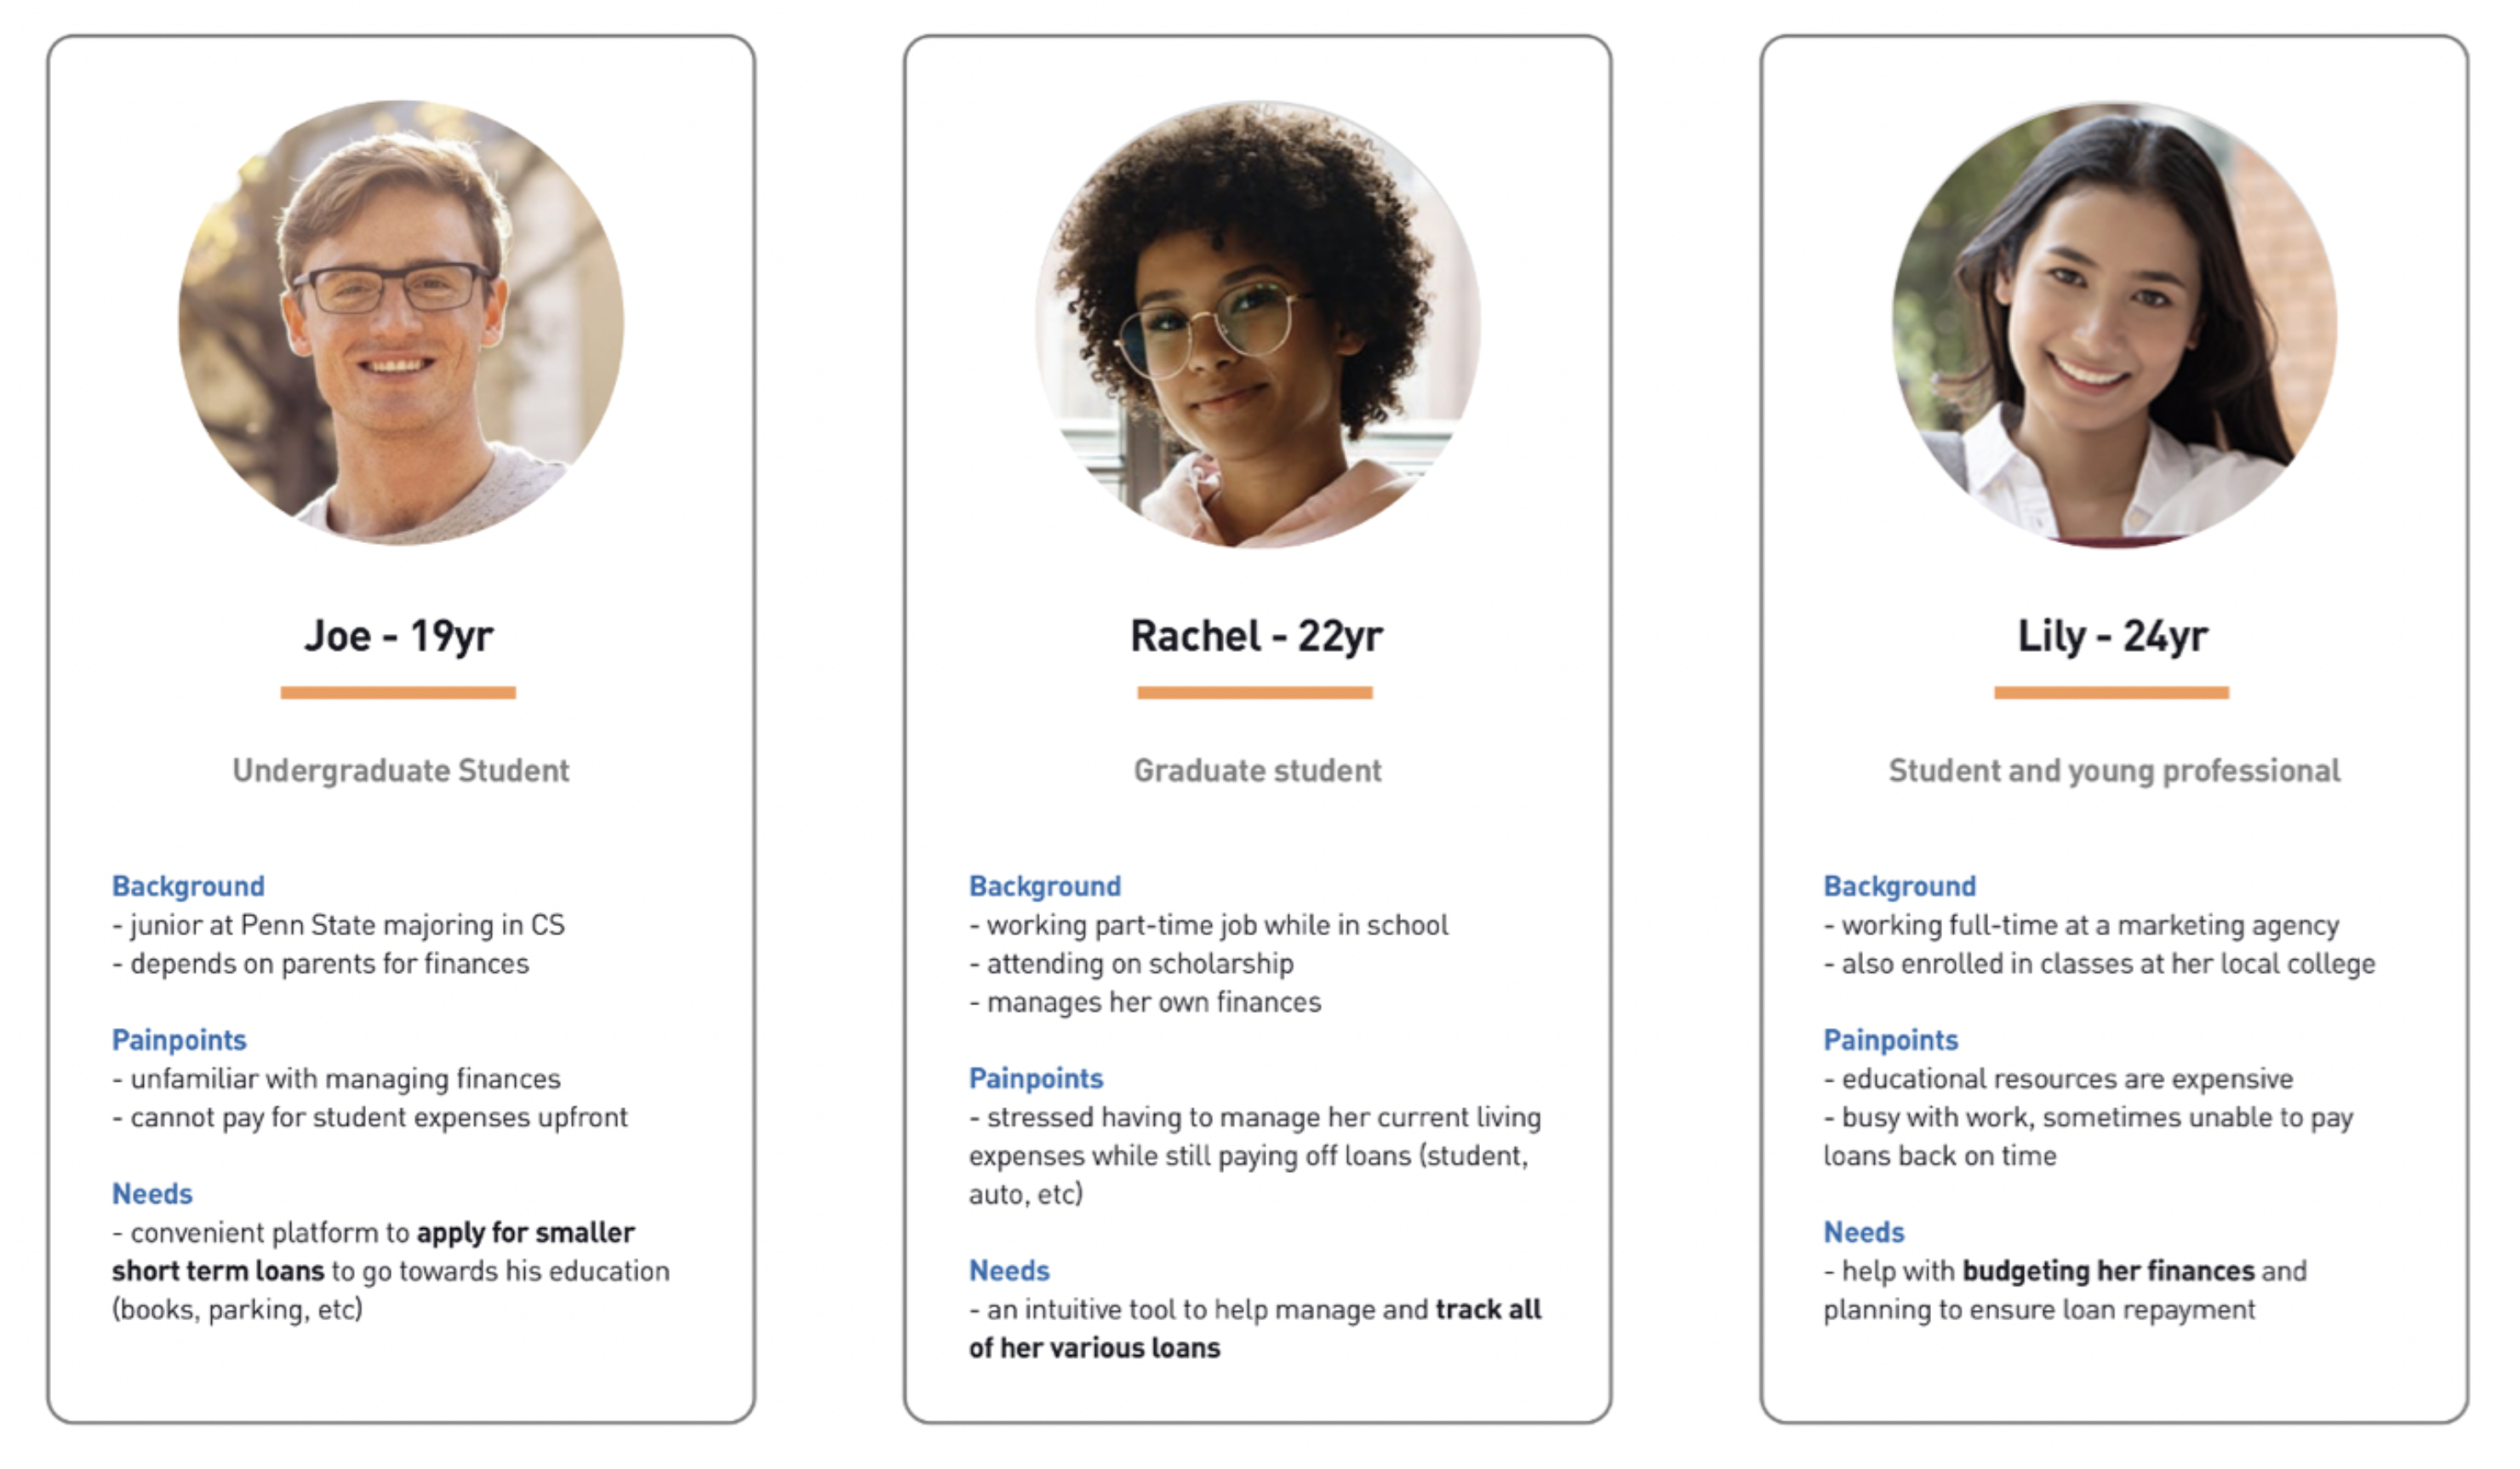 Joe - 19yr
Undergraduate Student
Background
- junior at Penn State majoring in CS
- depends on parents for finances
Painpoints
- unfamiliar with managing finances
- cannot pay for student expenses upfront
Needs
- convenient platform to apply for smaller
short term loans to go towards his education
(books, parking, etc)
Rachel - 22yr
Graduate student
Background
- working part-time job while in school
- attending on scholarship
- manages her own finances
Painpoints
- stressed having to manage her current living
expenses while still paying off loans (student,
auto, etc)
Needs
- an intuitive tool to help manage and track all
of her various loans
Lily - 24yr
Student and young professional
Background
- working full-time at a marketing agency
- also enrolled in classes at her local college
Painpoints
- educational resources are expensive
- busy with work, sometimes unable to pay
loans back on time
Needs
- help with budgeting her finances and
planning to ensure loan repayment